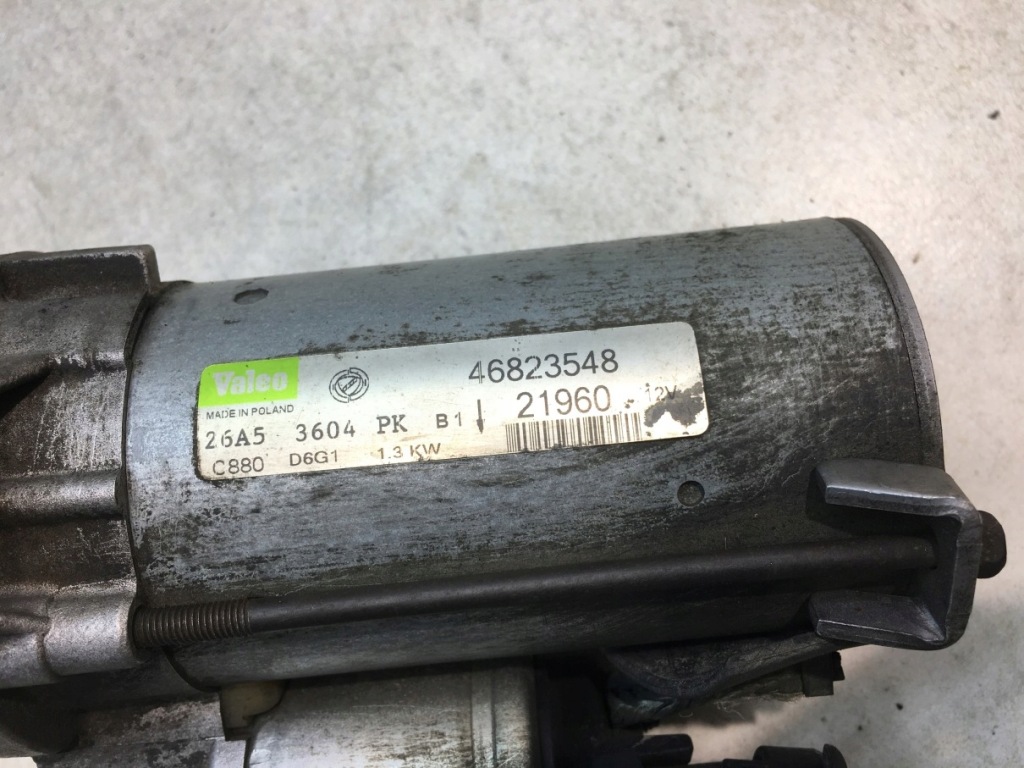 Valeo
46823548
MADE IN POLAND
21960 12V
26A5 3604 PK B1
C880 D6G1 1.3 KW